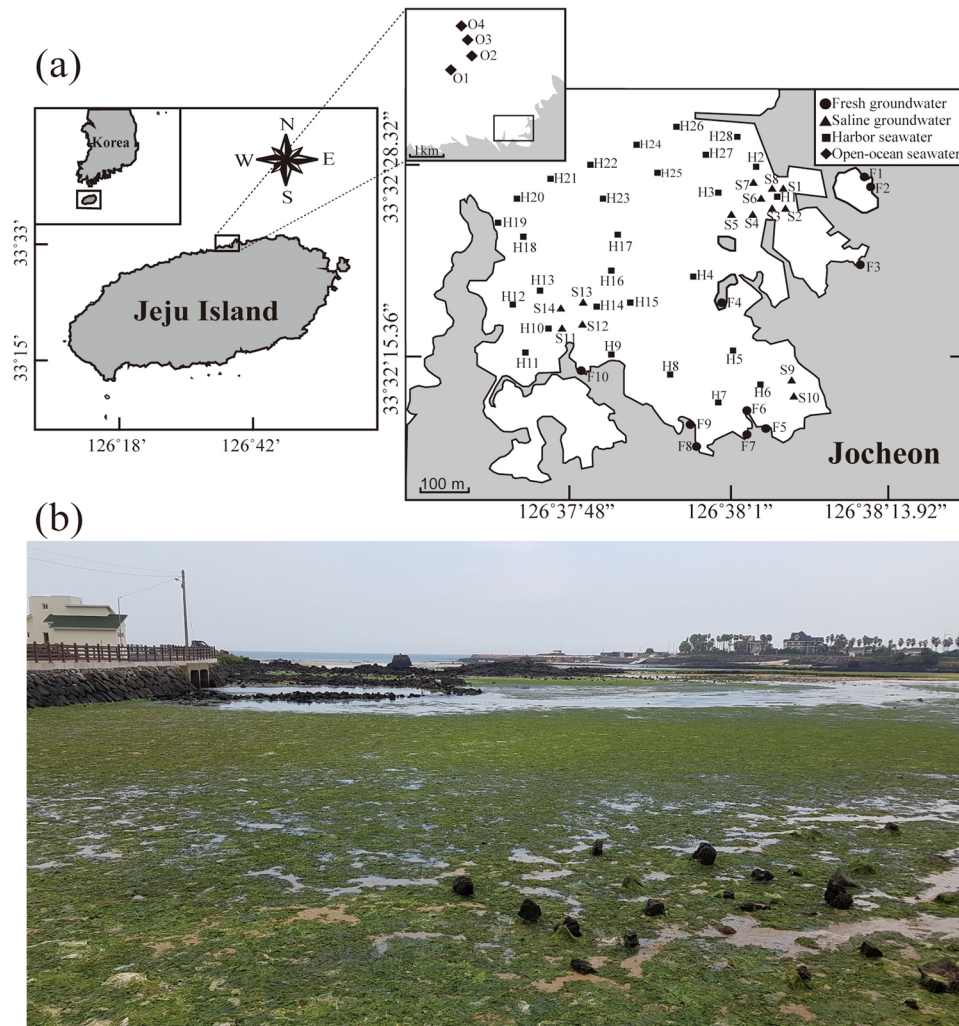 (a)
O4
O3
O2
O1
1km
Korea
N
W E
S
33°33'
33°15'
Jeju Island
126°18' 126°42'
Fresh groundwater
Saline groundwater
Harbor seawater
Open-ocean seawater
33°32'28.32"
33°32'15.36"
H26
H28
H24
H27
H2
H22
H25
H21
S7
S8
S1
F1
F2
H20
H23
H3
S6
H1
S5
S4
S3
S2
H19
H18
H17
F3
H16
H4
H13
S13
H12
S14
H14
H15
F4
H10
S11
S12
H11
H9
H5
F10
H8
S9
H6
S10
H7
F6
F9
F5
F8
F7
Jocheon
100 m
126°37'48" 126°38'1" 126°38'13.92"
(b)